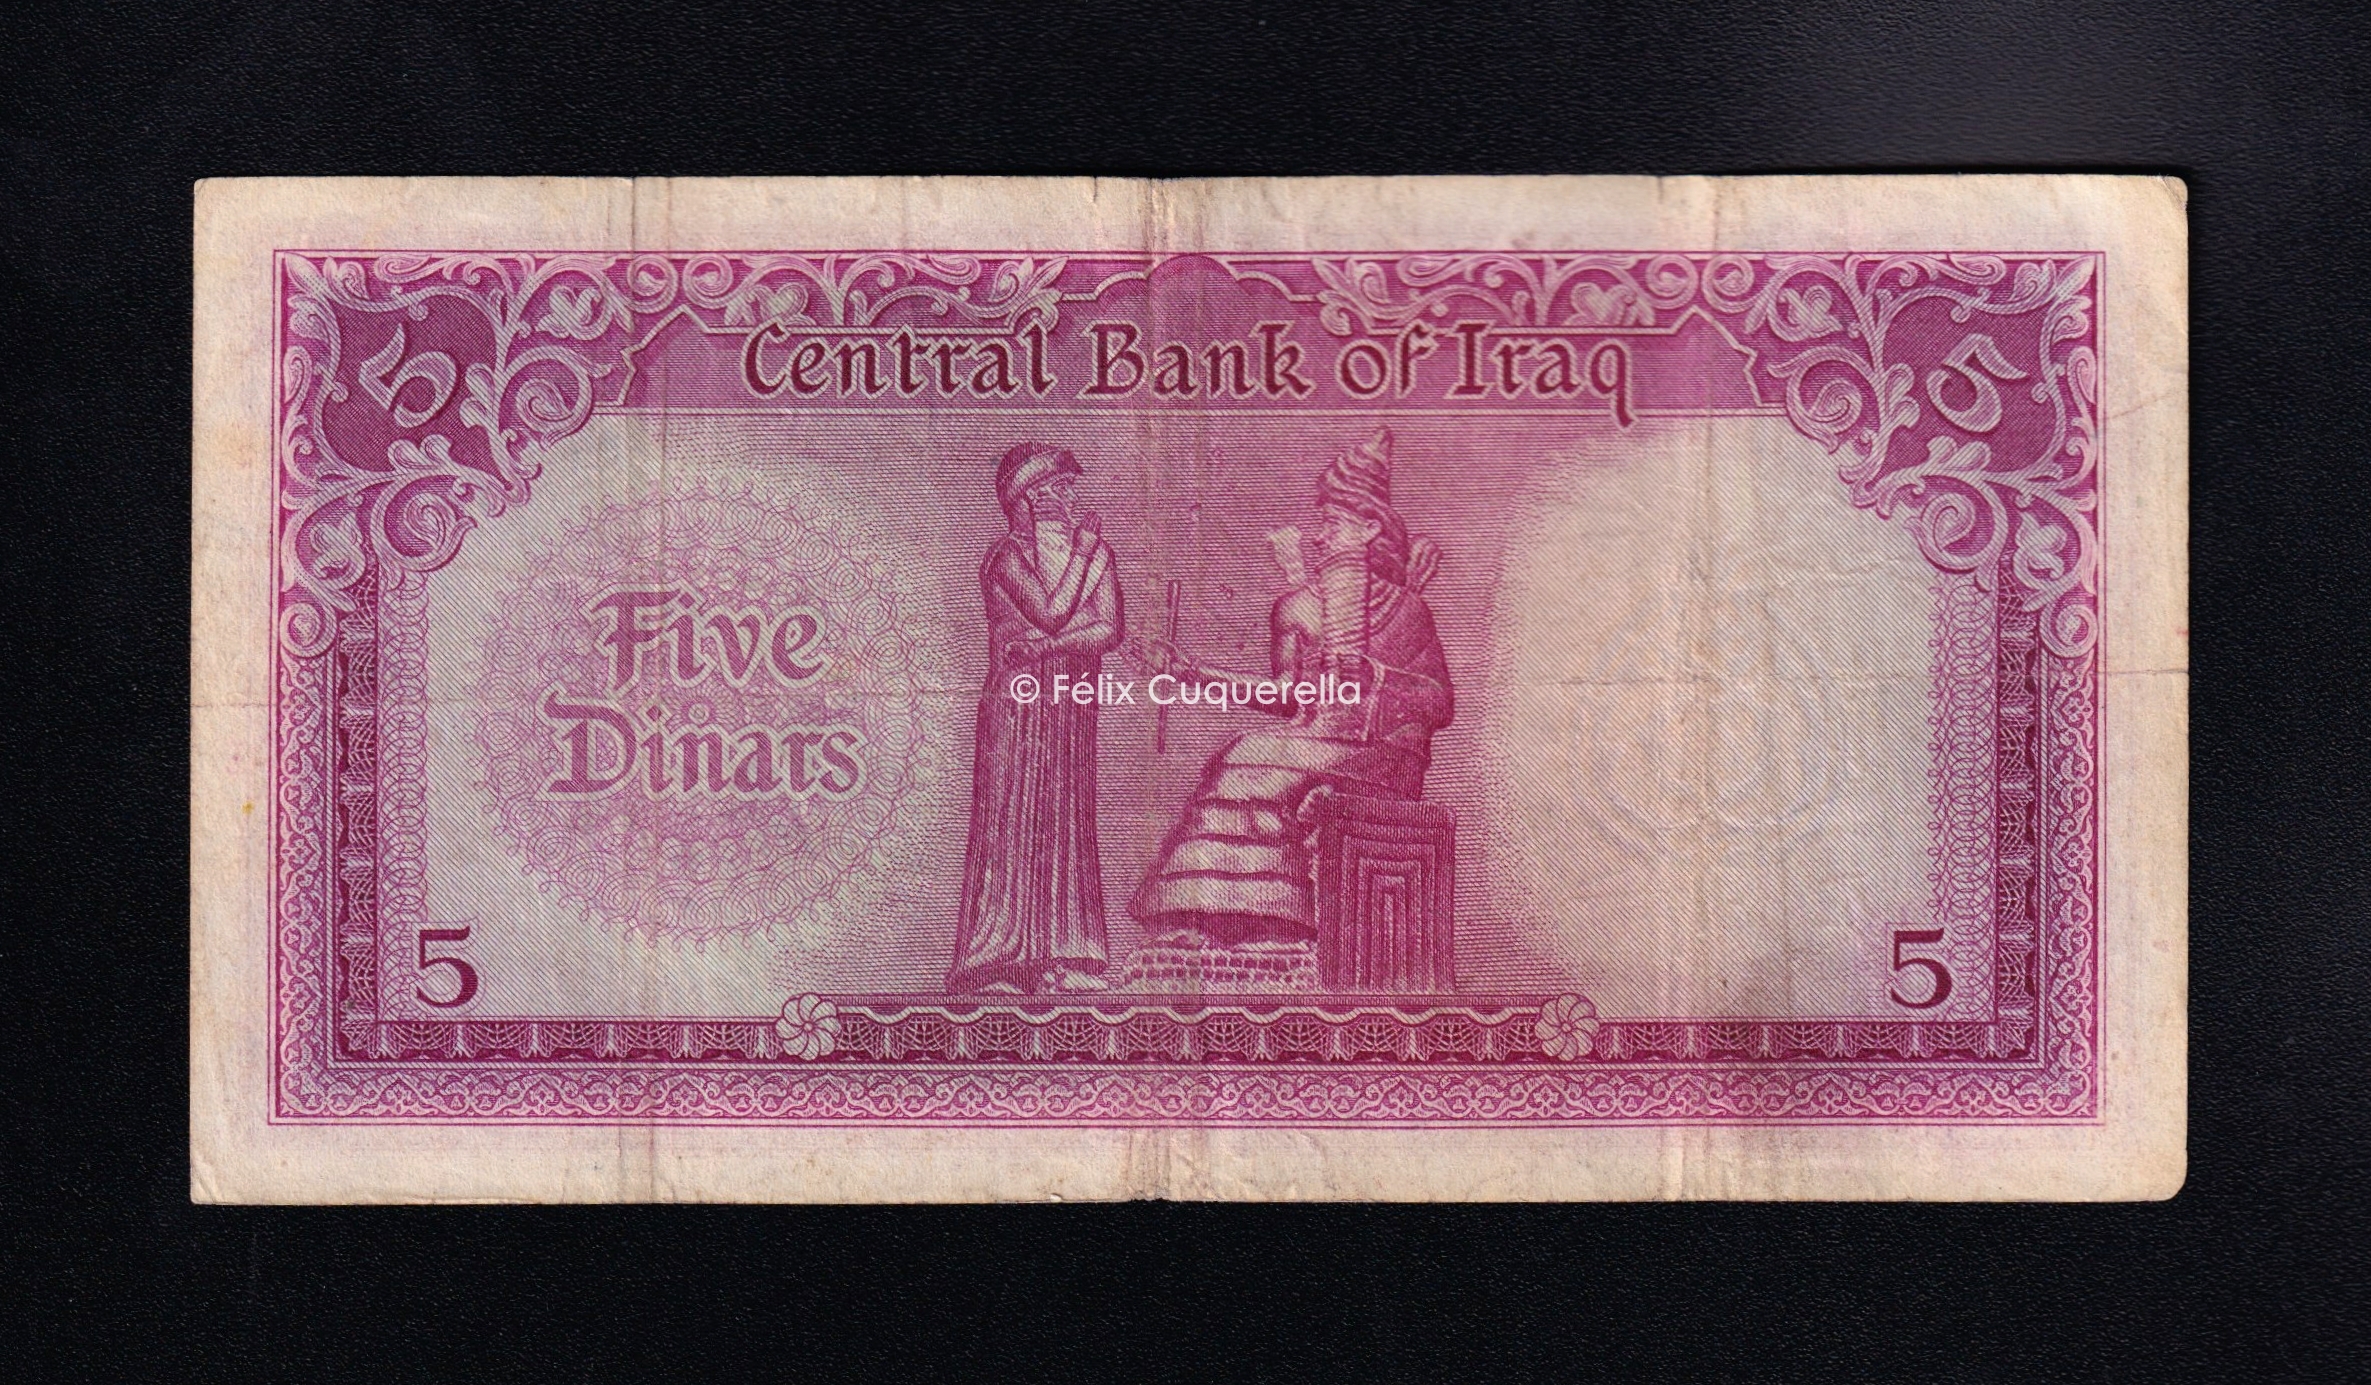 5 5
Central Bank of Iraq
Five
Dinars
© Félix Cuquerella
5 5